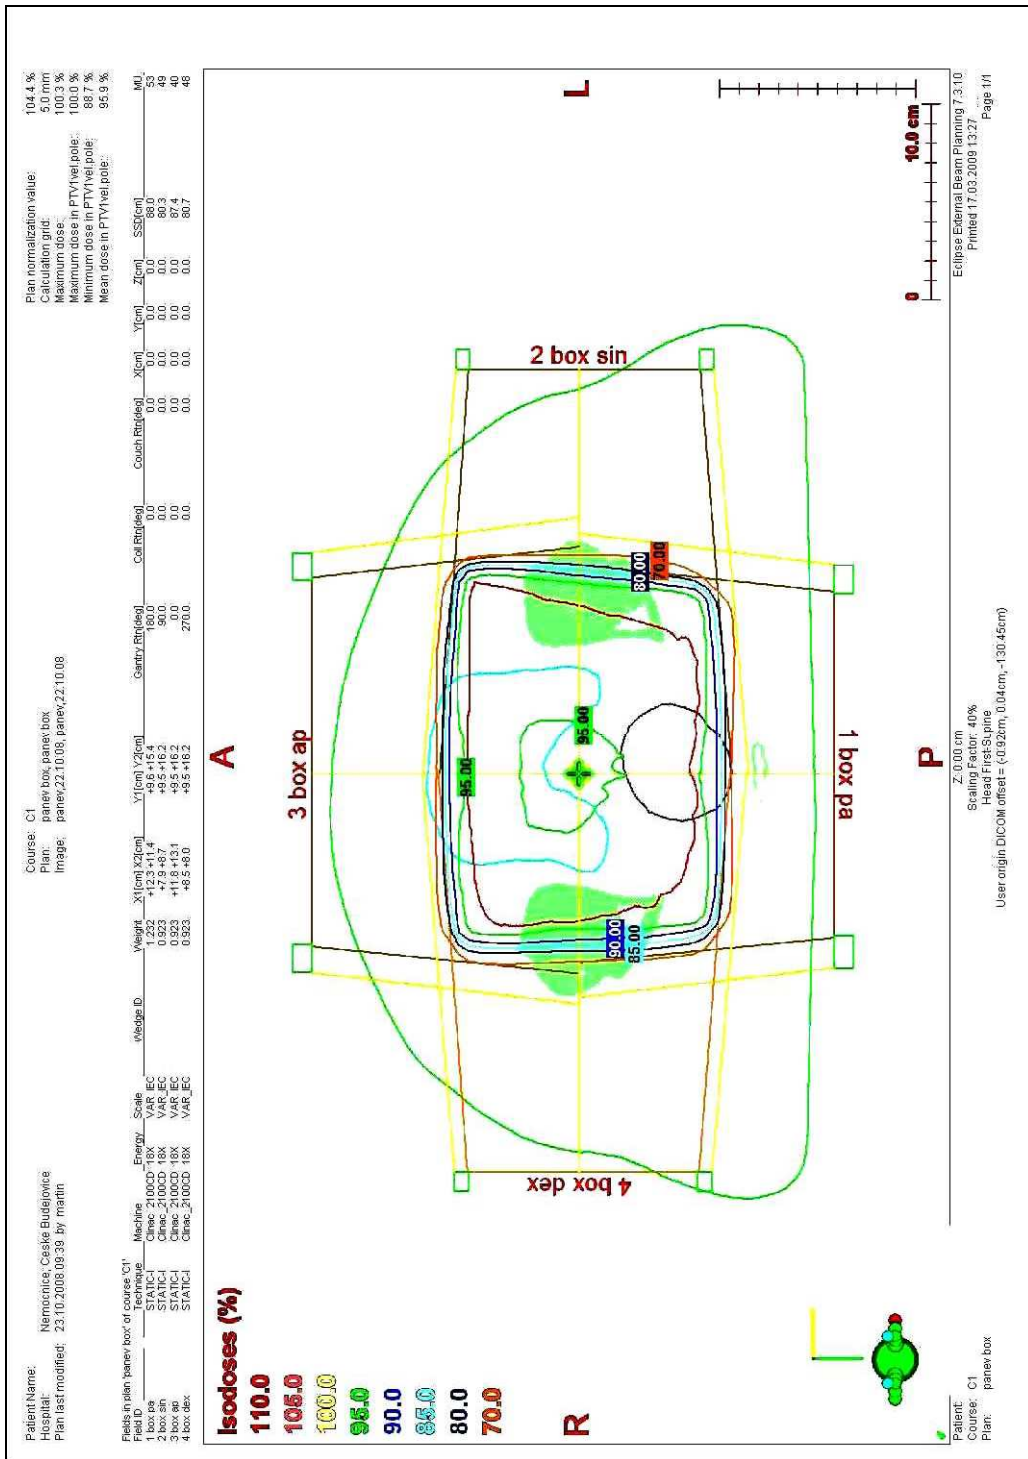 Patient Name:
Hospital: Nemocnice, Ceske Budejovice
Plan last modified: 23.10.2008 09:39 by martin
Course: C1
Plan: panev box, panev box
Image: panev,22.10.08, panev,22.10.08
Plan normalization value: 104.4 %
Calculation grid: 5.0 mm
Maximum dose: 100.3 %
Maximum dose in PTV1vel.pole: 100.0 %
Minimum dose in PTV1vel.pole: 88.7 %
Mean dose in PTV1vel.pole: 95.9 %
Fields in plan 'panev box' of course 'C1'
Field ID Technique Machine Energy Scale Wedge ID Weight X1[cm] X2[cm] Y1[cm] Y2[cm] Gantry Rtn[deg] Coll Rtn[deg] Couch Rtn[deg] X[cm] Y[cm] Z[cm] SSD[cm] MU
1 box pa STATIC-I Clinac_2100CD 18X VAR_IEC 1.232 +12.3 +11.4 +9.6 +15.4 180.0 0.0 0.0 0.0 0.0 0.0 88.0 53
2 box sin STATIC-I Clinac_2100CD 18X VAR_IEC 0.923 +7.9 +8.7 +9.5 +16.2 90.0 0.0 0.0 0.0 0.0 0.0 80.3 49
3 box ap STATIC-I Clinac_2100CD 18X VAR_IEC 0.923 +11.8 +13.1 +9.5 +16.2 0.0 0.0 0.0 0.0 0.0 0.0 87.4 40
4 box dex STATIC-I Clinac_2100CD 18X VAR_IEC 0.923 +8.5 +8.0 +9.5 +16.2 270.0 0.0 0.0 0.0 0.0 0.0 80.7 48
Isodoses (%)
110.0
105.0
100.0
95.0
90.0
85.0
80.0
70.0
A
3 box ap
95.00
95.00
80.00
70.00
90.00
85.00
2 box sin
4 box dex
R
L
1 box pa
P
0 10.0 cm
Patient:
Course: C1
Plan: panev box
Z: 0.00 cm
Scaling Factor: 40%
Head First-Supine
User origin DICOM offset = (-0.92cm, 0.04cm, -130.45cm)
Eclipse External Beam Planning 7.3.10
Printed 17.03.2009 13:27
Page 1/1